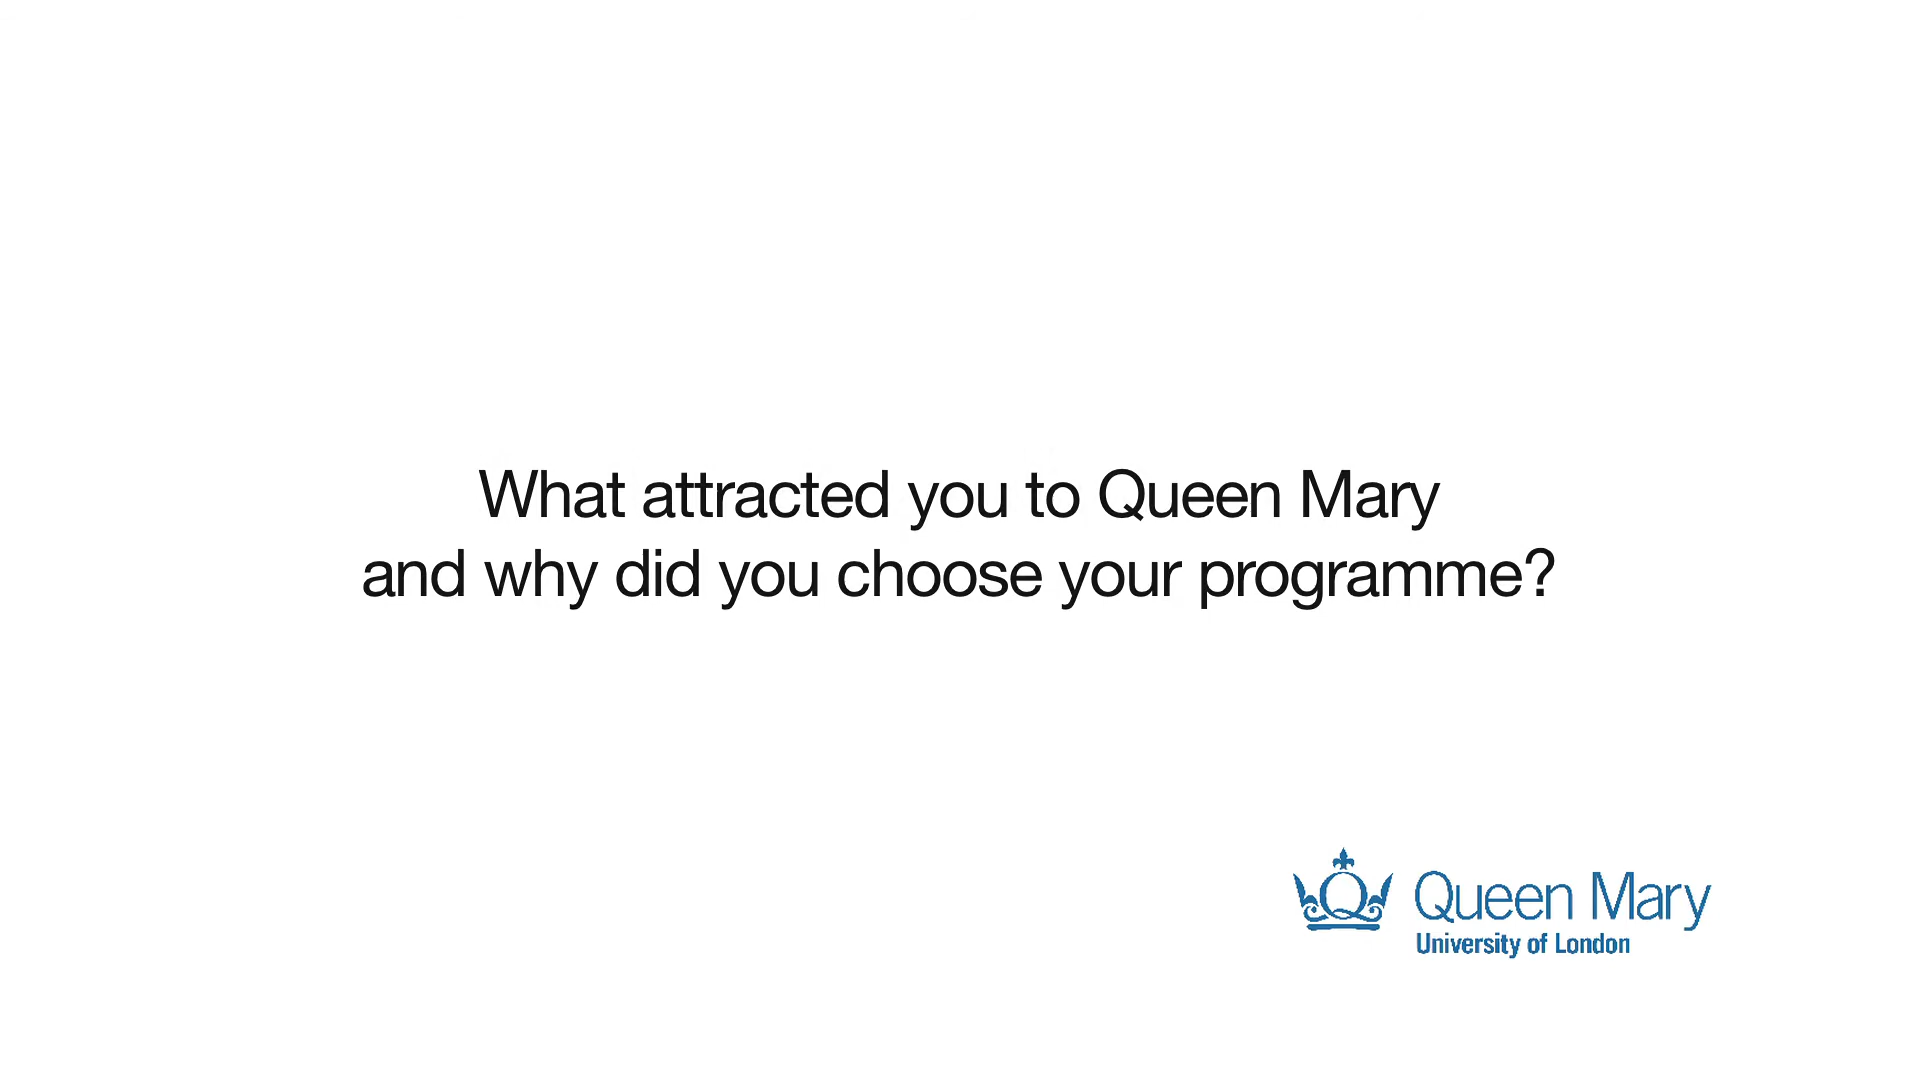 What attracted you to Queen Mary
and why did you choose your programme?
Queen Mary
University of London